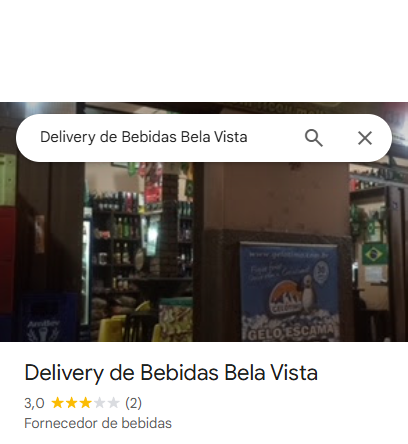 Delivery de Bebidas Bela Vista
GELO ESCAMA
Delivery de Bebidas Bela Vista
3,0 (2)
Fornecedor de bebidas